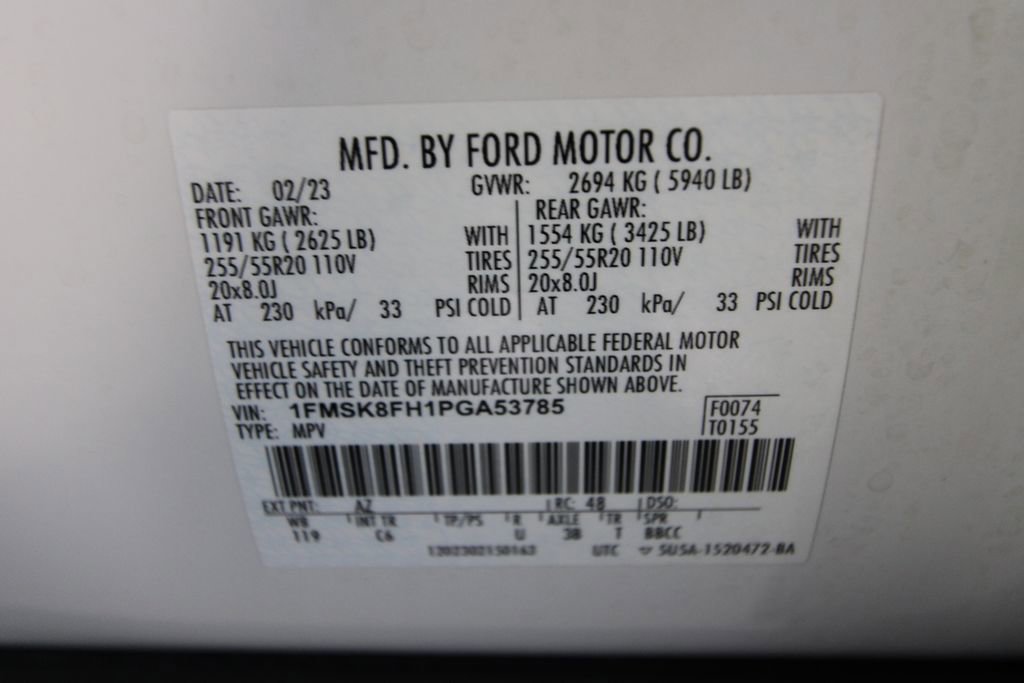 MFD. BY FORD MOTOR CO.
DATE: 02/23 GVWR: 2694 KG ( 5940 LB)
FRONT GAWR: REAR GAWR:
1191 KG ( 2625 LB) WITH 1554 KG ( 3425 LB) WITH
255/55R20 110V TIRES 255/55R20 110V TIRES
20x8.0J RIMS 20x8.0J RIMS
AT 230 kPa/ 33 PSI COLD AT 230 kPa/ 33 PSI COLD
THIS VEHICLE CONFORMS TO ALL APPLICABLE FEDERAL MOTOR
VEHICLE SAFETY AND THEFT PREVENTION STANDARDS IN
EFFECT ON THE DATE OF MANUFACTURE SHOWN ABOVE.
VIN: 1FMSK8FH1PGA53785 F0074
TYPE: MPV T0155
EXT PNT: AZ RC: 48 DSO:
WB INT TR TP/PS R AXLE TR SPR
119 C6 U 3B T BBCC
UTC 5U5A-1520472-BA